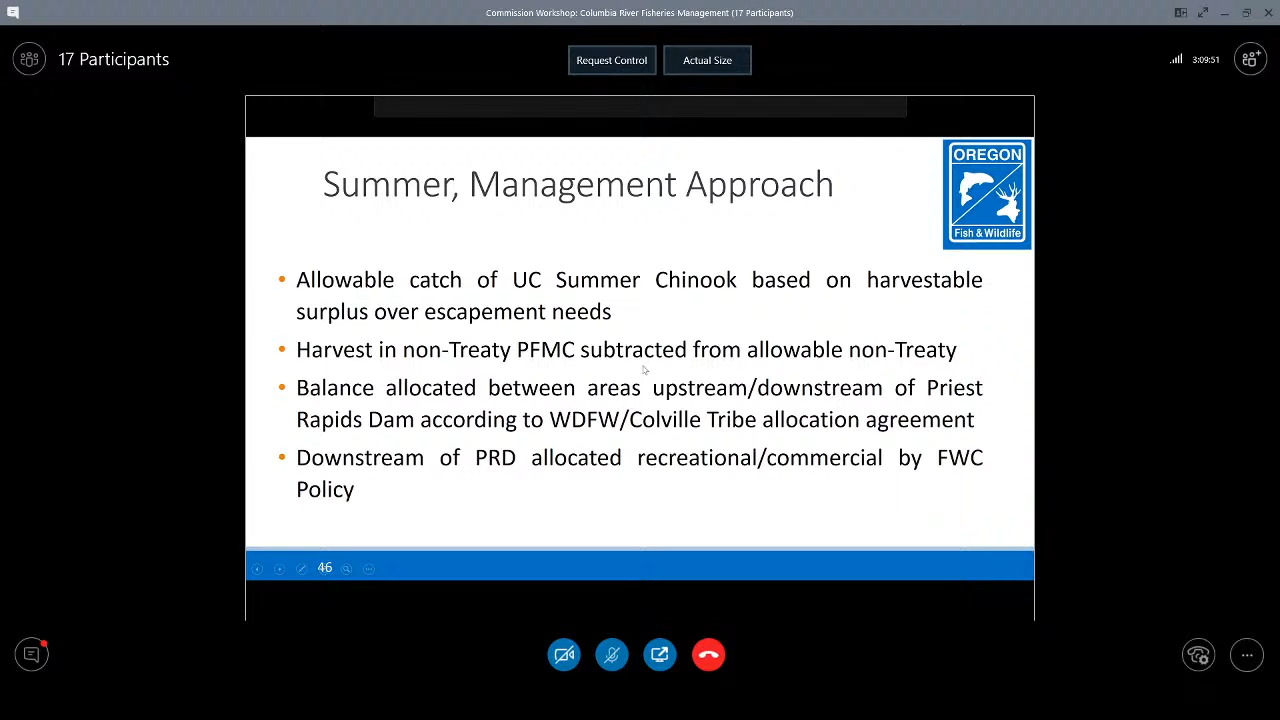 Commission Workshop: Columbia River Fisheries Management (17 Participants)
17 Participants
Request Control
Actual Size
3:09:51
Summer, Management Approach
OREGON
Fish & Wildlife
• Allowable catch of UC Summer Chinook based on harvestable
surplus over escapement needs
• Harvest in non-Treaty PFMC subtracted from allowable non-Treaty
• Balance allocated between areas upstream/downstream of Priest
Rapids Dam according to WDFW/Colville Tribe allocation agreement
• Downstream of PRD allocated recreational/commercial by FWC
Policy
46